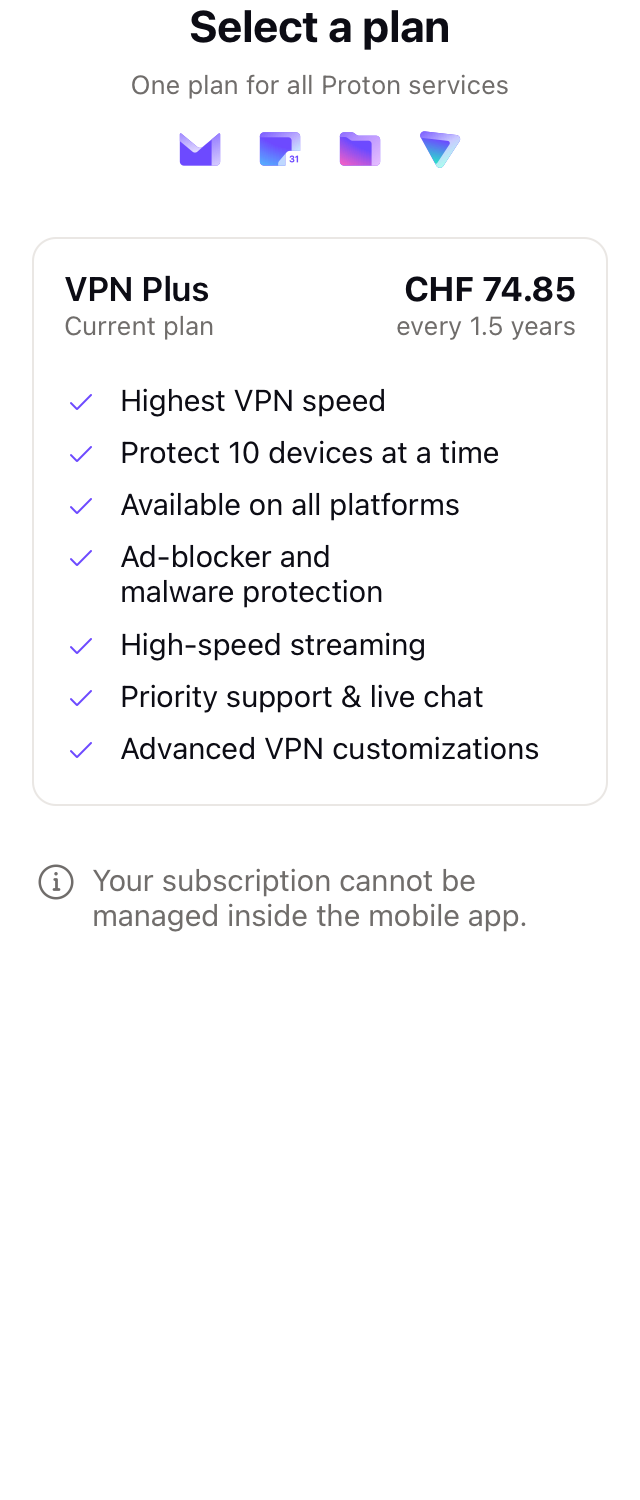 Select a plan
One plan for all Proton services
31
VPN Plus
CHF 74.85
Current plan
every 1.5 years
Highest VPN speed
Protect 10 devices at a time
Available on all platforms
Ad-blocker and
malware protection
High-speed streaming
Priority support & live chat
Advanced VPN customizations
Your subscription cannot be
managed inside the mobile app.